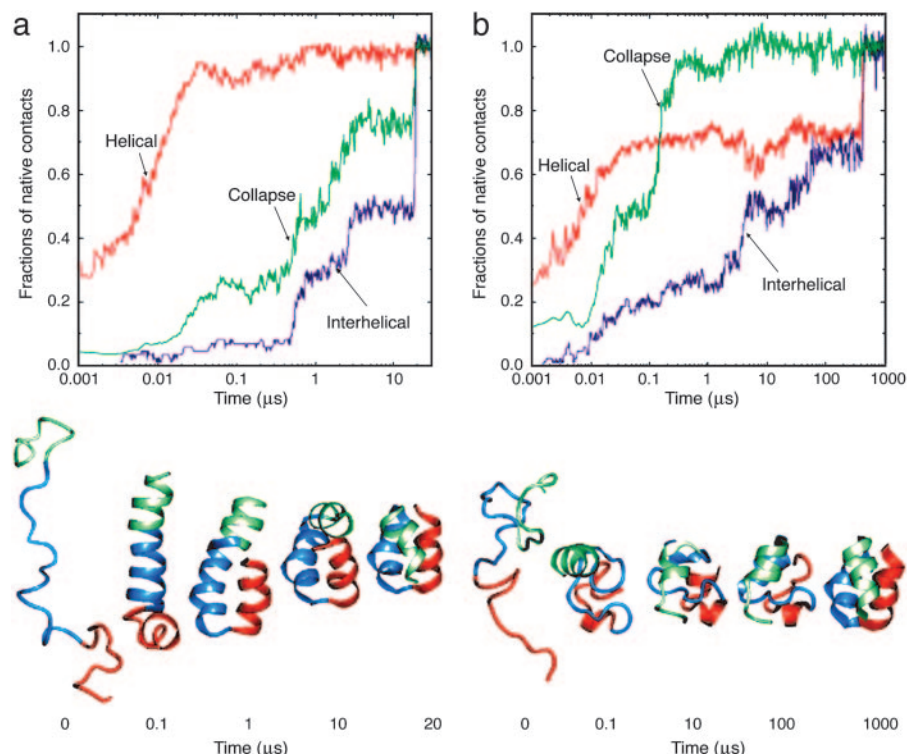 a
b
Fractions of native contacts
1.0
0.8
0.6
0.4
0.2
0.0
Helical
Collapse
Interhelical
0.001
0.01
0.1
1
10
Time (μs)
Fractions of native contacts
1.0
0.8
0.6
0.4
0.2
0.0
Collapse
Helical
Interhelical
0.001
0.01
0.1
1
10
100
1000
Time (μs)
0
0.1
1
10
20
Time (μs)
0
0.1
10
100
1000
Time (μs)